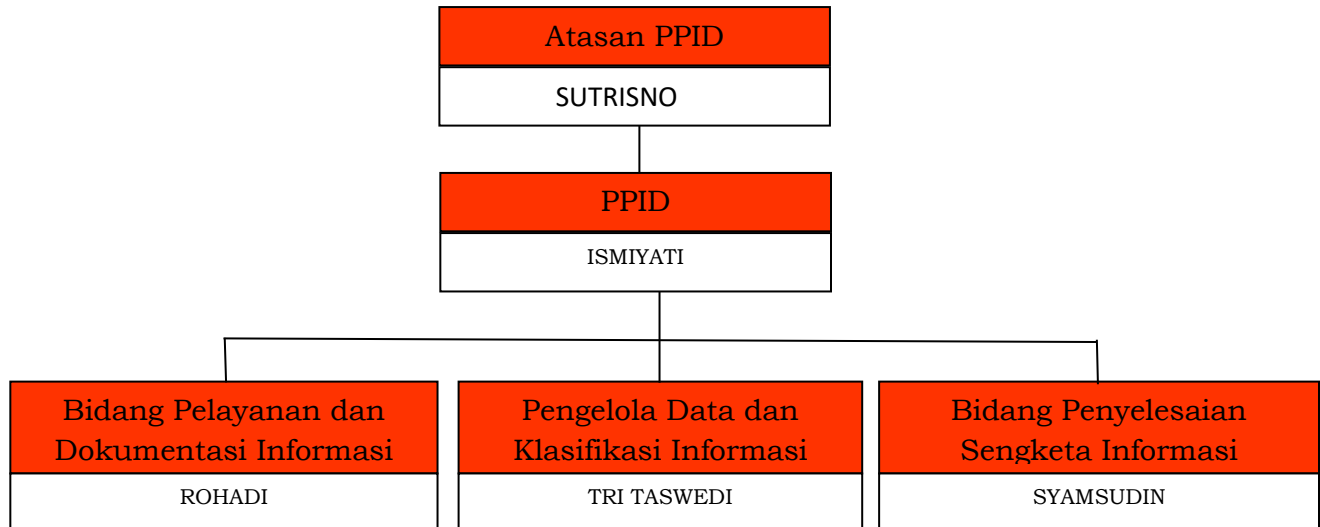 Atasan PPID
SUTRISNO
PPID
ISMIYATI
Bidang Pelayanan dan
Dokumentasi Informasi
ROHADI
Pengelola Data dan
Klasifikasi Informasi
TRI TASWEDI
Bidang Penyelesaian
Sengketa Informasi
SYAMSUDIN